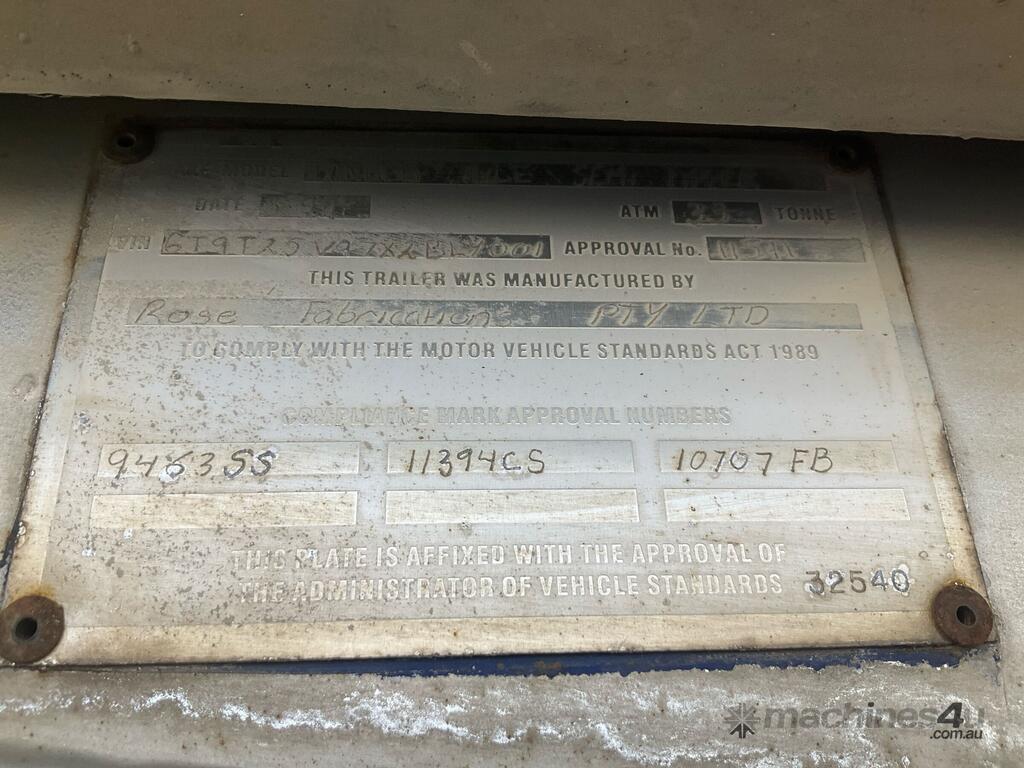 MODEL
DATE
ATM 33 TONNE
VIN APPROVAL No.
THIS TRAILER WAS MANUFACTURED BY
Rose Fabrications PTY LTD
TO COMPLY WITH THE MOTOR VEHICLE STANDARDS ACT 1989
COMPLIANCE MARK APPROVAL NUMBERS
9463SS 11394CS 10707 FB
THIS PLATE IS AFFIXED WITH THE APPROVAL OF
THE ADMINISTRATOR OF VEHICLE STANDARDS 32540
machines4u
.com.au